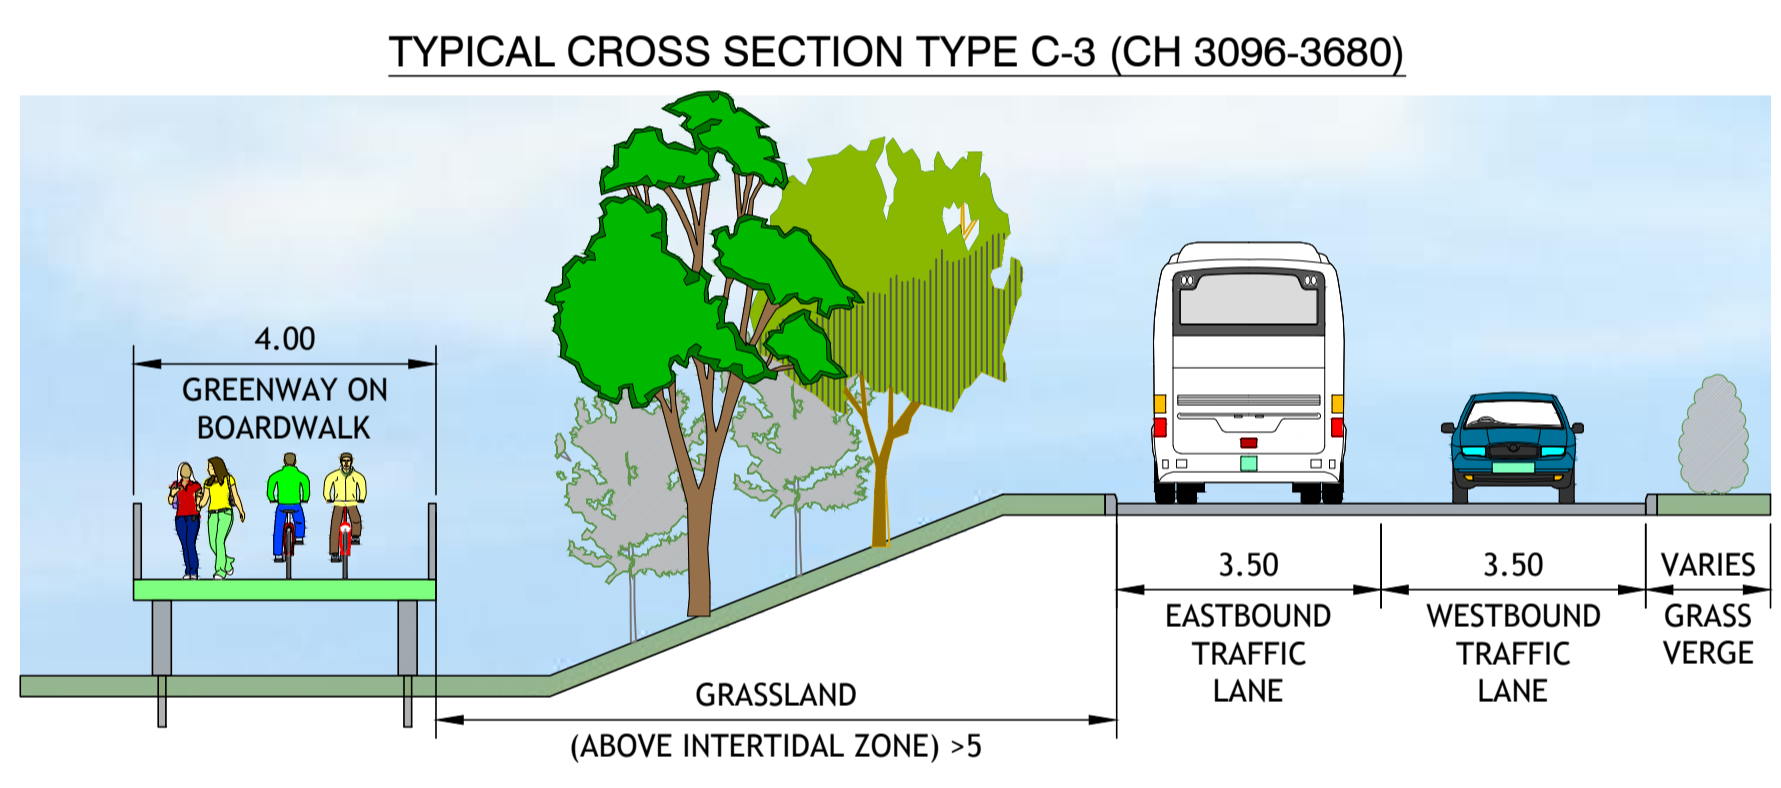 TYPICAL CROSS SECTION TYPE C-3 (CH 3096-3680)
4.00
GREENWAY ON
BOARDWALK
3.50
EASTBOUND
TRAFFIC
LANE
3.50
WESTBOUND
TRAFFIC
LANE
VARIES
GRASS
VERGE
GRASSLAND
(ABOVE INTERTIDAL ZONE) >5